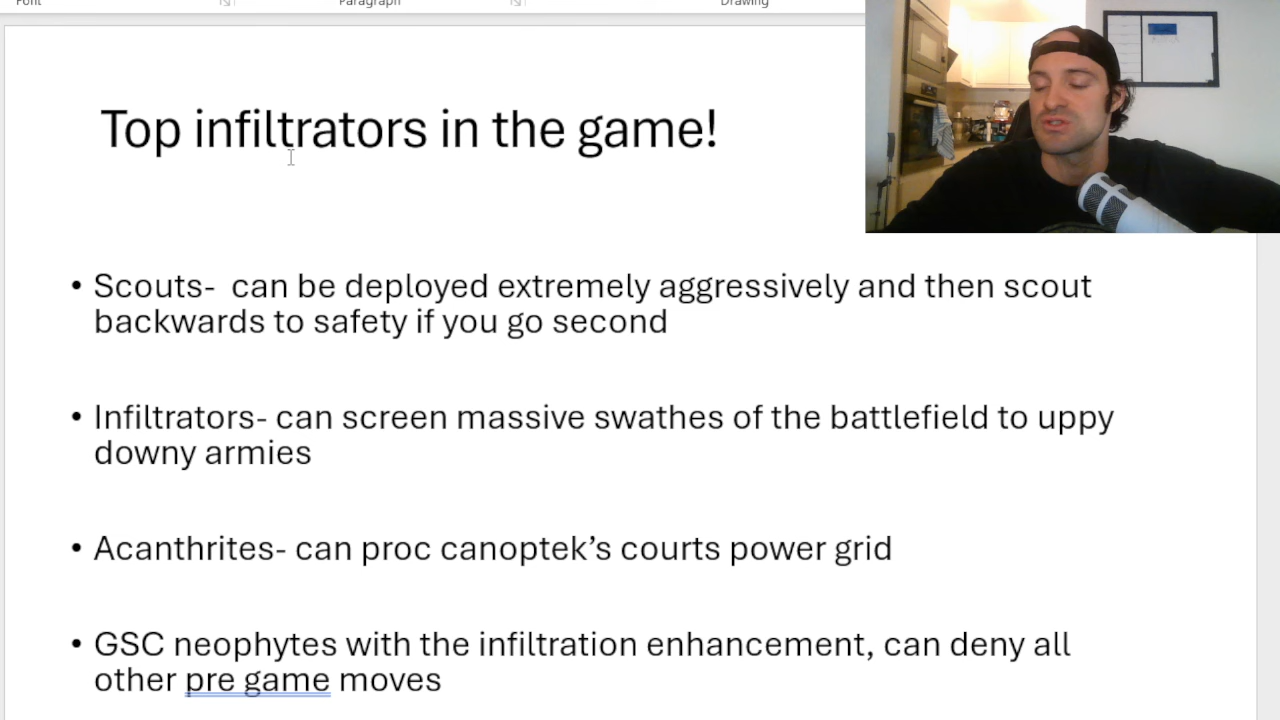 Font Paragraph Drawing
Top infiltrators in the game!
• Scouts-  can be deployed extremely aggressively and then scout
backwards to safety if you go second
• Infiltrators- can screen massive swathes of the battlefield to uppy
downy armies
• Acanthrites- can proc canoptek’s courts power grid
• GSC neophytes with the infiltration enhancement, can deny all
other pre game moves